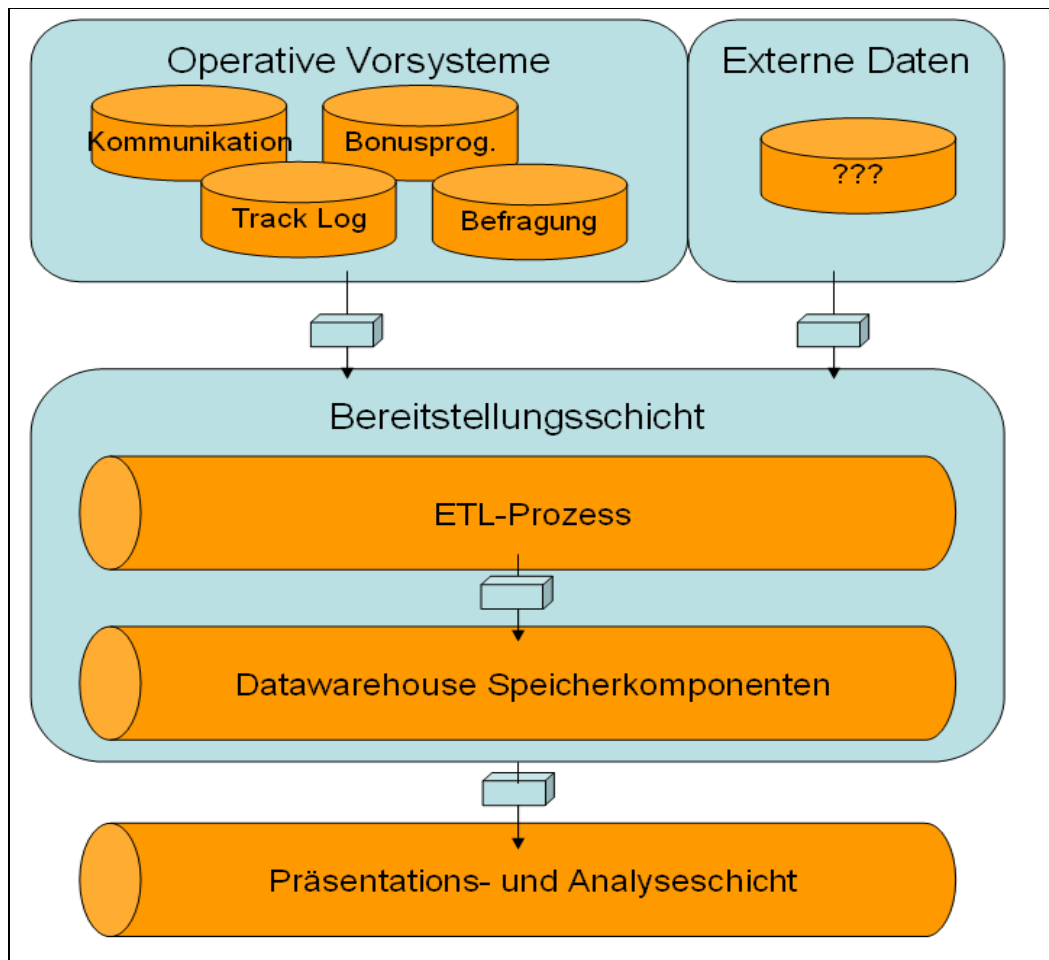 Operative Vorsysteme
Externe Daten
Kommunikation
Bonusprog.
Track Log
Befragung
???
Bereitstellungsschicht
ETL-Prozess
Datawarehouse Speicherkomponenten
Präsentations- und Analyseschicht